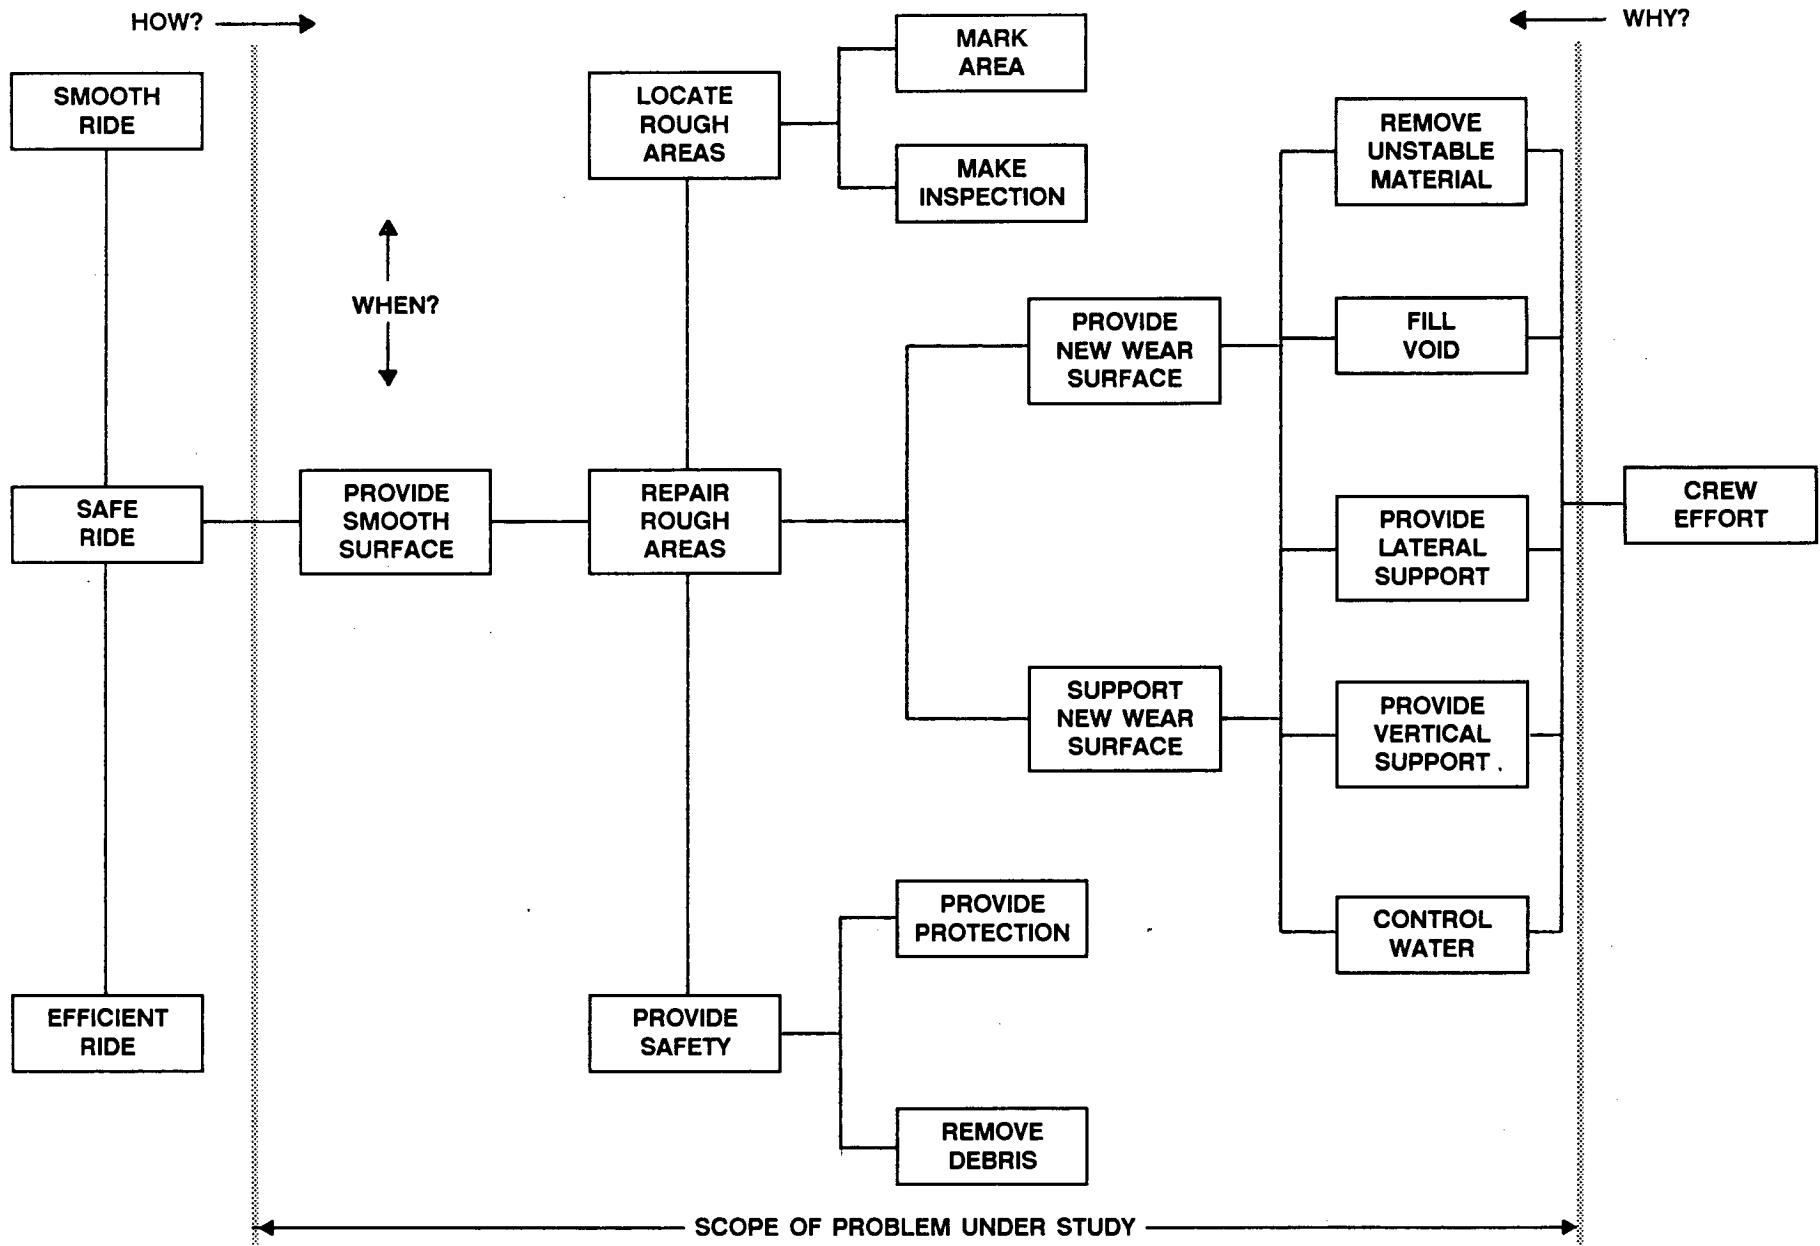 HOW?
WHY?
SMOOTH
RIDE
LOCATE
ROUGH
AREAS
MARK
AREA
MAKE
INSPECTION
REMOVE
UNSTABLE
MATERIAL
WHEN?
PROVIDE
NEW WEAR
SURFACE
FILL
VOID
SAFE
RIDE
PROVIDE
SMOOTH
SURFACE
REPAIR
ROUGH
AREAS
PROVIDE
LATERAL
SUPPORT
CREW
EFFORT
SUPPORT
NEW WEAR
SURFACE
PROVIDE
VERTICAL
SUPPORT
PROVIDE
PROTECTION
CONTROL
WATER
EFFICIENT
RIDE
PROVIDE
SAFETY
REMOVE
DEBRIS
SCOPE OF PROBLEM UNDER STUDY